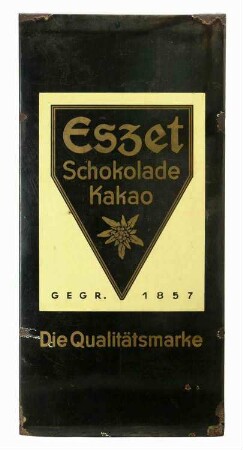 Eszet
Schokolade
Kakao
GEGR. 1857
Die Qualitätsmarke